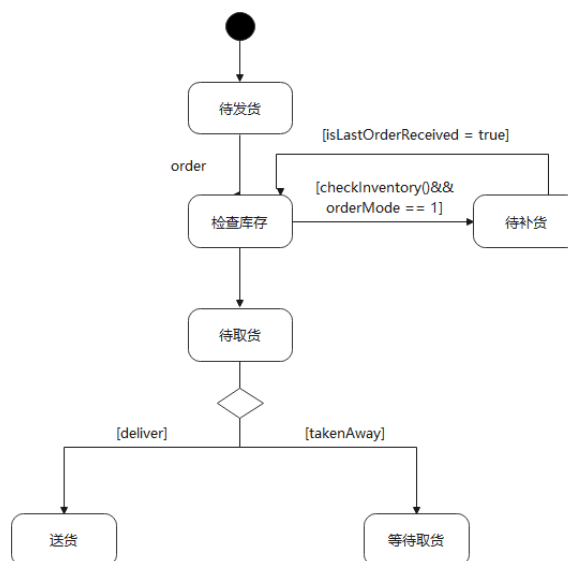 待发货
[isLastOrderReceived = true]
order
[checkInventory()&&
orderMode == 1]
检查库存
待补货
待取货
[deliver]
[takenAway]
送货
等待取货